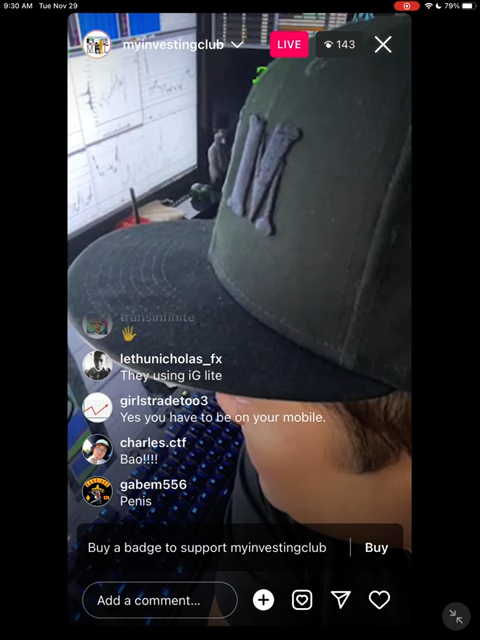 9:30 AM Tue Nov 29
79%
myinvestingclub
LIVE
143
M
transinfinite
🖐
lethunicholas_fx
They using iG lite
girlstradetoo3
Yes you have to be on your mobile.
charles.ctf
Bao!!!!
gabem556
Penis
Buy a badge to support myinvestingclub
Buy
Add a comment...